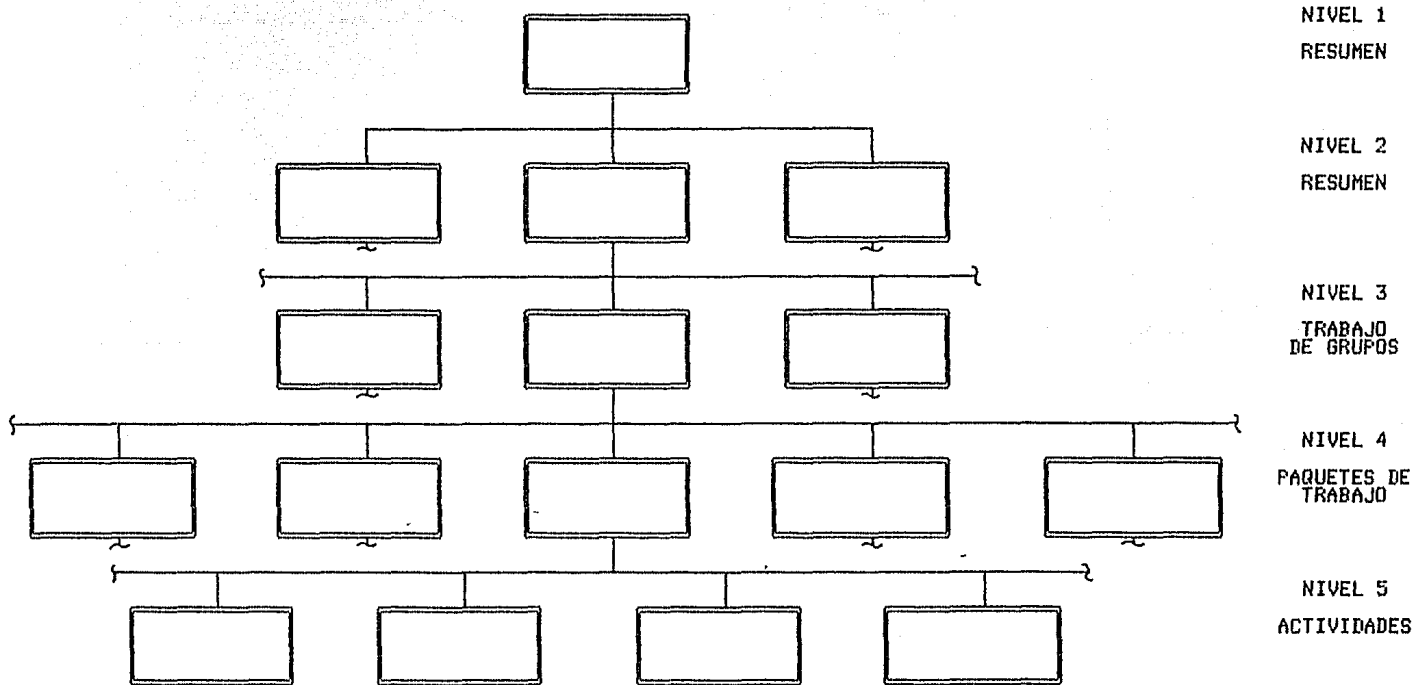 NIVEL 1
RESUMEN
NIVEL 2
RESUMEN
NIVEL 3
TRABAJO
DE GRUPOS
NIVEL 4
PAQUETES DE
TRABAJO
NIVEL 5
ACTIVIDADES